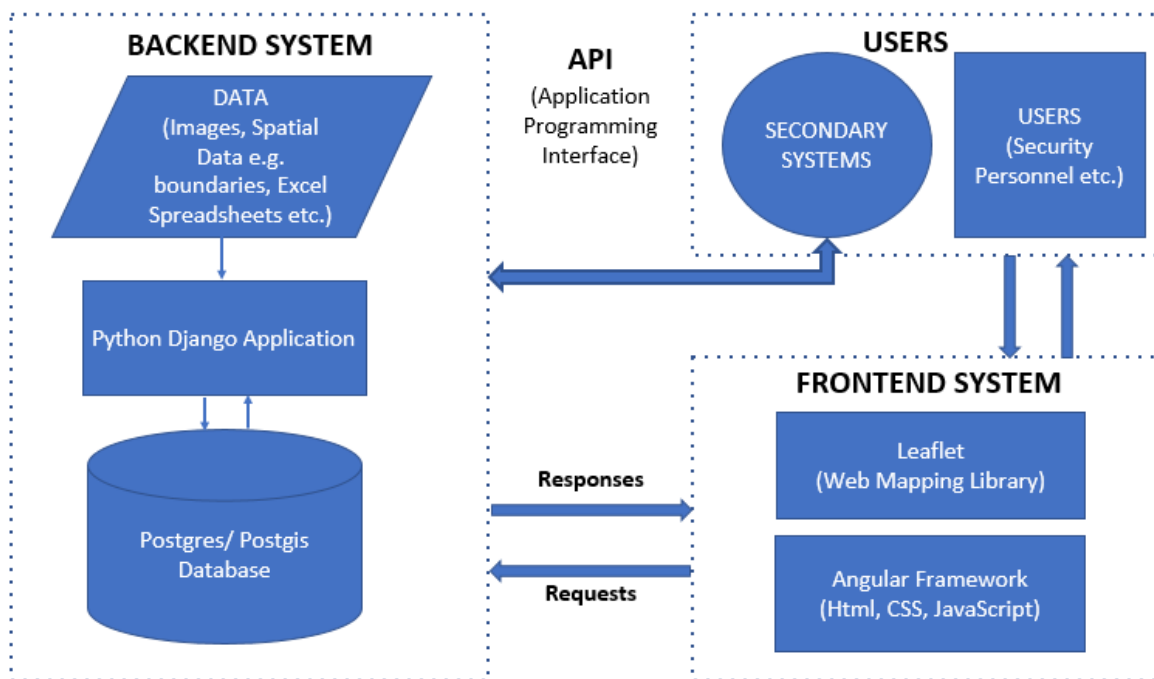 BACKEND SYSTEM
DATA
(Images, Spatial
Data e.g.
boundaries, Excel
Spreadsheets etc.)
Python Django Application
Postgres/ Postgis
Database
API
(Application
Programming
Interface)
Responses
Requests
USERS
SECONDARY
SYSTEMS
USERS
(Security
Personnel etc.)
FRONTEND SYSTEM
Leaflet
(Web Mapping Library)
Angular Framework
(Html, CSS, JavaScript)